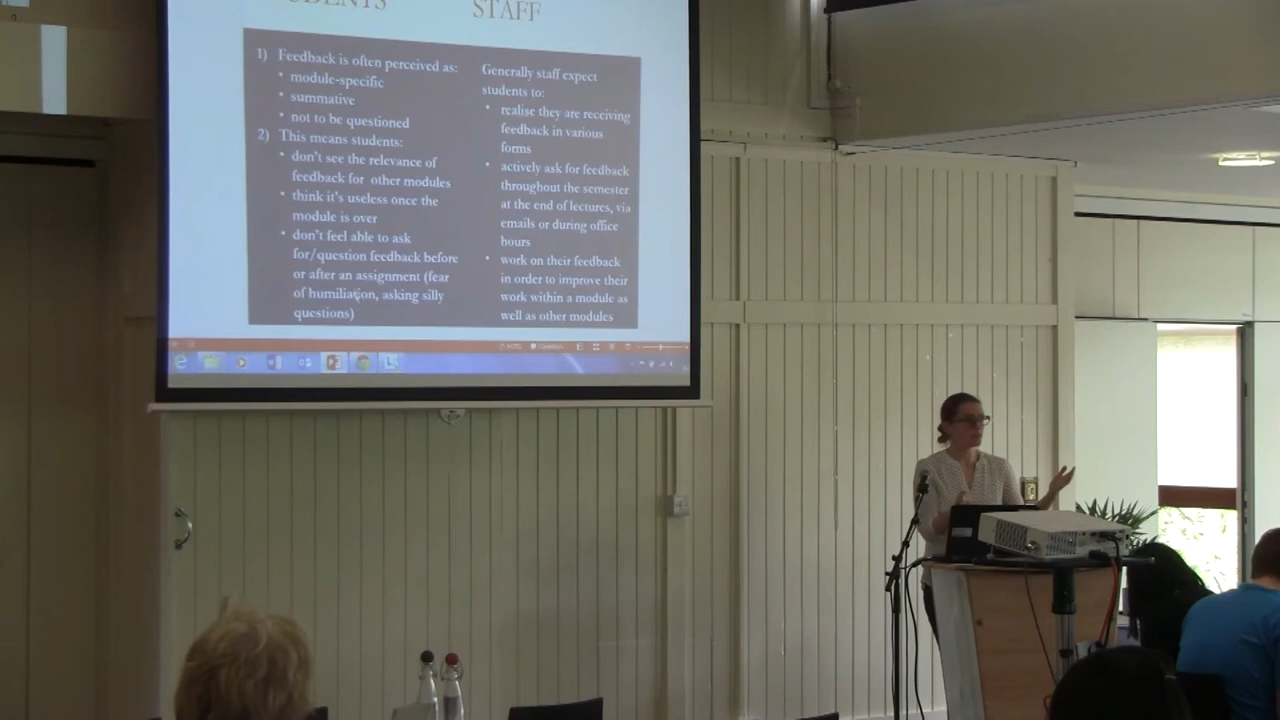 UDENTS
STAFF
1) Feedback is often perceived as:
• module-specific
• summative
• not to be questioned
2) This means students:
• don't see the relevance of
feedback for other modules
• think it's useless once the
module is over
• don't feel able to ask
for/question feedback before
or after an assignment (fear
of humiliation, asking silly
questions)
Generally staff expect
students to:
• realise they are receiving
feedback in various
forms
• actively ask for feedback
throughout the semester
at the end of lectures, via
emails or during office
hours
• work on their feedback
in order to improve their
work within a module as
well as other modules
NOTES
COMMENTS